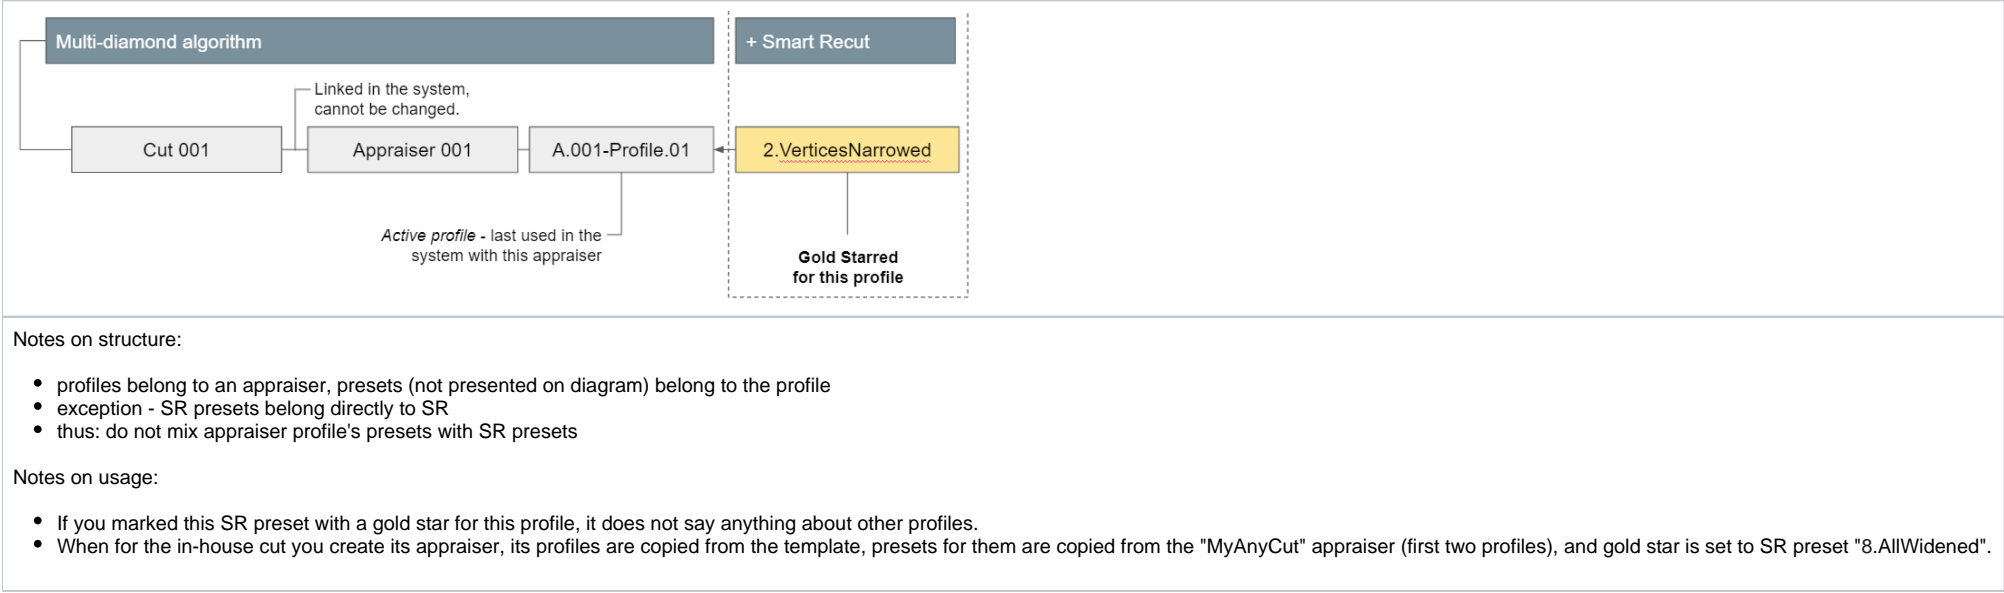 Multi-diamond algorithm
+ Smart Recut
Linked in the system,
cannot be changed.
Cut 001
Appraiser 001
A.001-Profile.01
2.VerticesNarrowed
Active profile - last used in the
system with this appraiser
Gold Starred
for this profile
Notes on structure:
• profiles belong to an appraiser, presets (not presented on diagram) belong to the profile
• exception - SR presets belong directly to SR
• thus: do not mix appraiser profile's presets with SR presets
Notes on usage:
• If you marked this SR preset with a gold star for this profile, it does not say anything about other profiles.
• When for the in-house cut you create its appraiser, its profiles are copied from the template, presets for them are copied from the "MyAnyCut" appraiser (first two profiles), and gold star is set to SR preset "8.AllWidened".